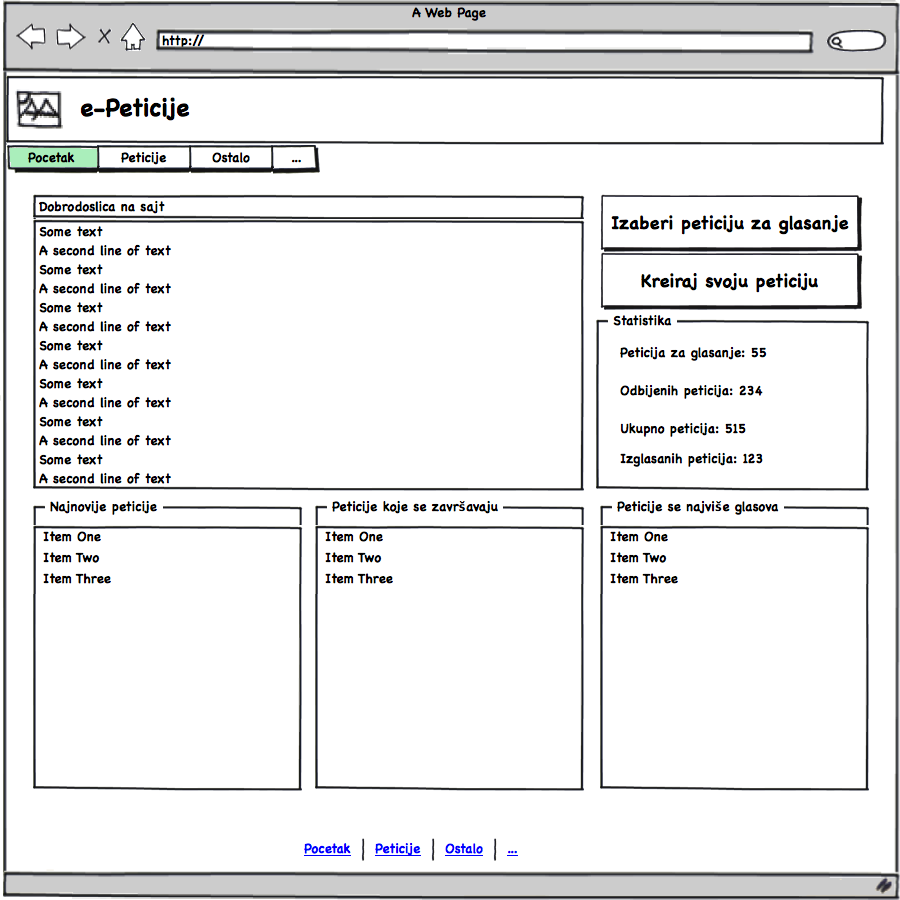 A Web Page
http://
e-Peticije
Pocetak Peticije Ostalo ...
Dobrodoslica na sajt
Some text
A second line of text
Some text
A second line of text
Some text
A second line of text
Some text
A second line of text
Some text
A second line of text
Some text
A second line of text
Some text
A second line of text
Izaberi peticiju za glasanje
Kreiraj svoju peticiju
Statistika
Peticija za glasanje: 55
Odbijenih peticija: 234
Ukupno peticija: 515
Izglasanih peticija: 123
Najnovije peticije
Item One
Item Two
Item Three
Peticije koje se završavaju
Item One
Item Two
Item Three
Peticije se najviše glasova
Item One
Item Two
Item Three
Pocetak | Peticije | Ostalo | ...